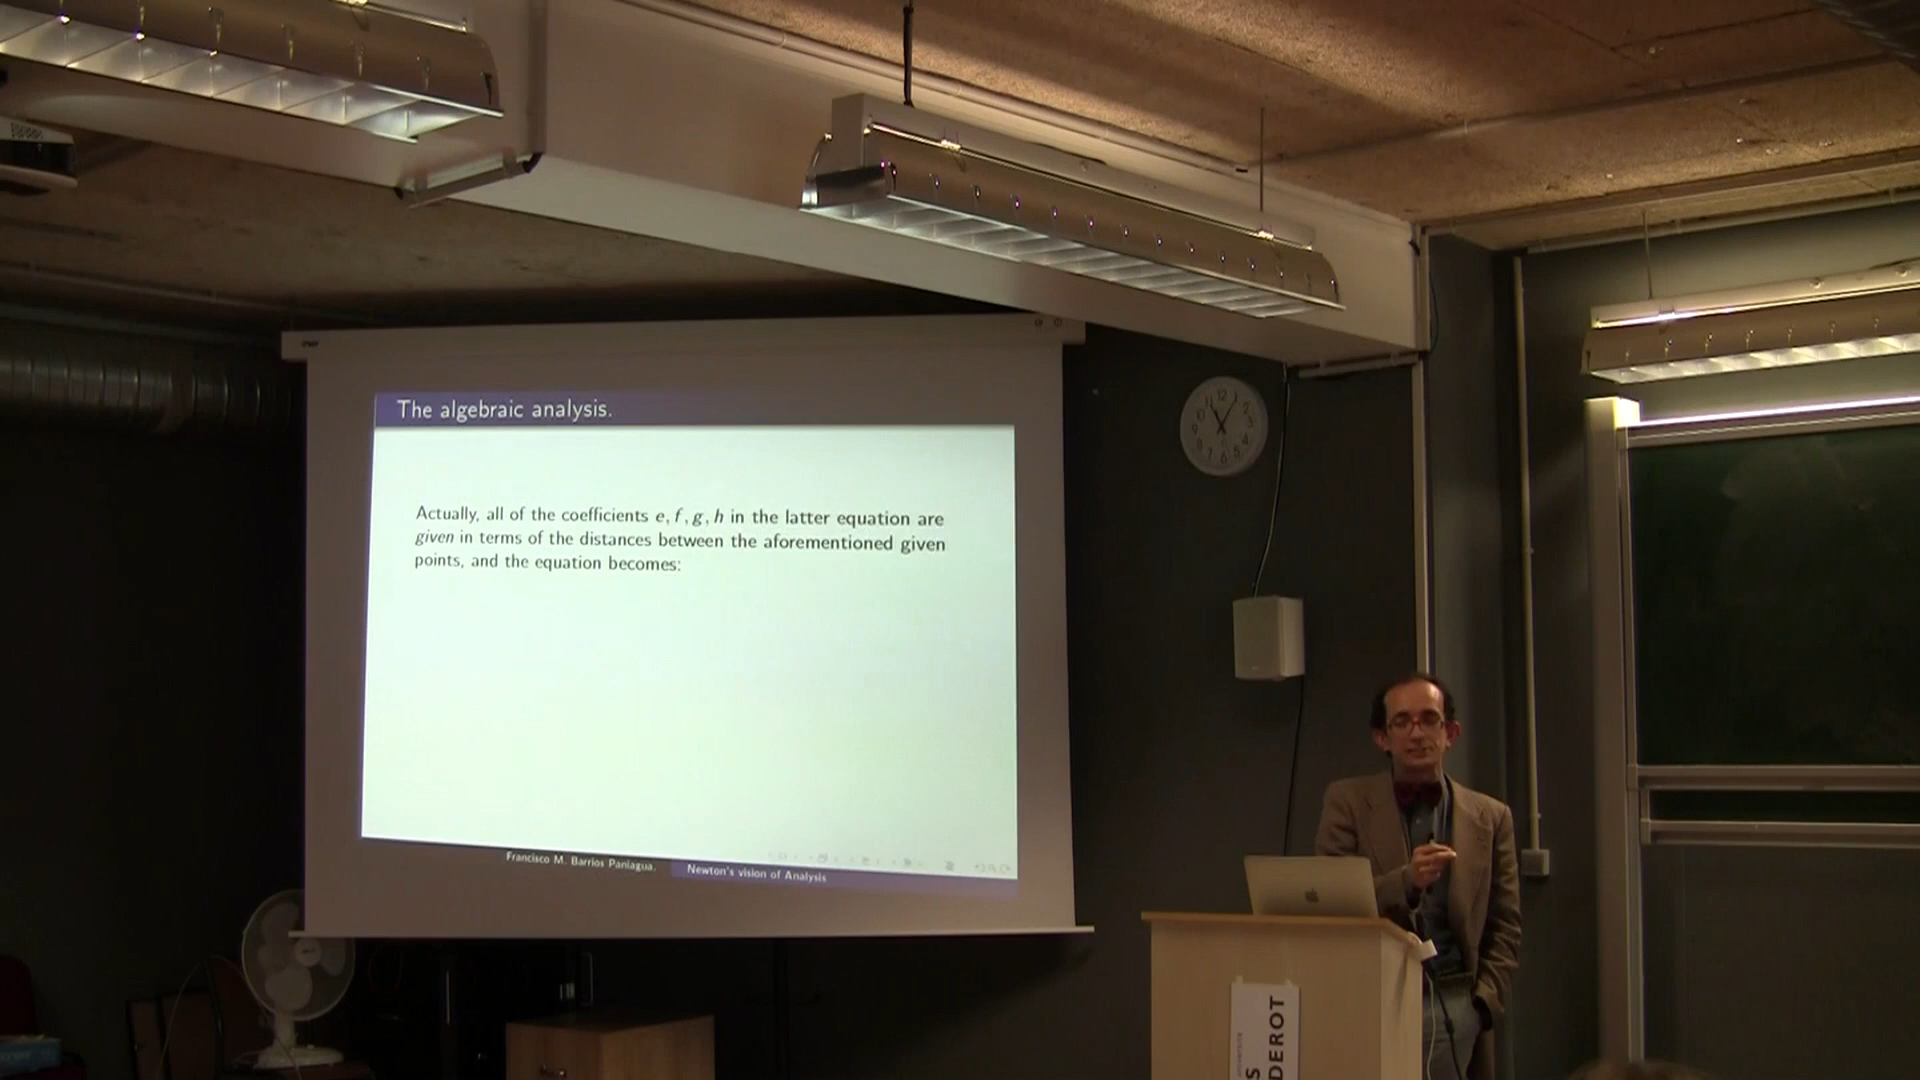 The algebraic analysis.
Actually, all of the coefficients e, f, g, h in the latter equation are
given in terms of the distances between the aforementioned given
points, and the equation becomes:
Francisco M. Barrios Paniagua.
Newton's vision of Analysis
S
DEROT